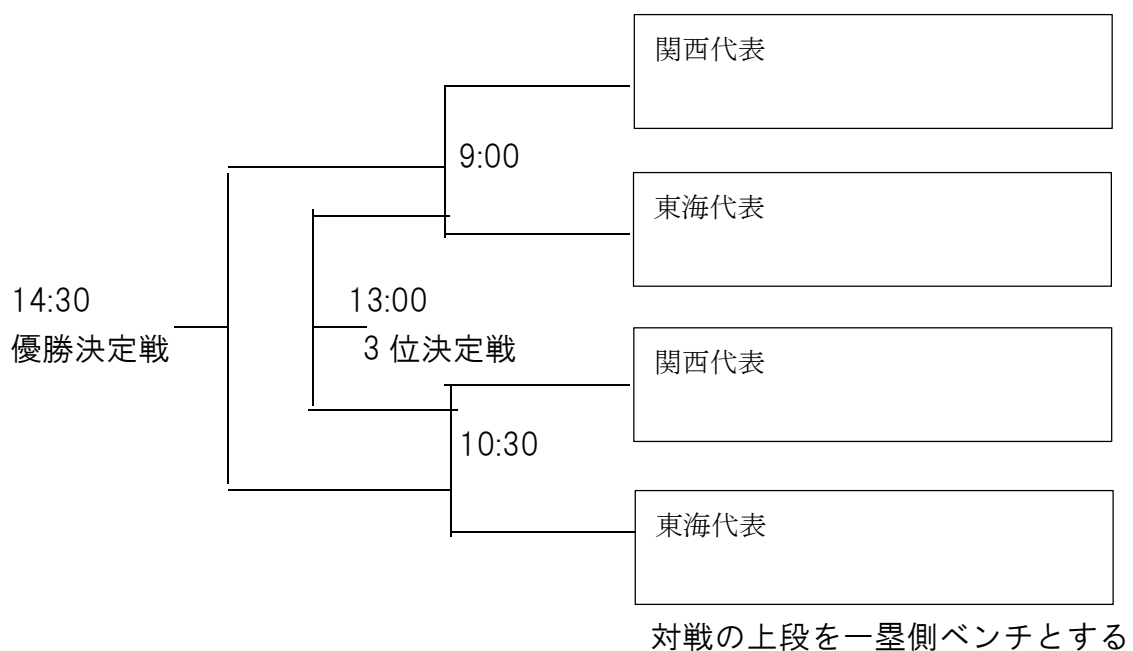 関西代表
9:00
東海代表
14:30
優勝決定戦
13:00
3位決定戦
関西代表
10:30
東海代表
対戦の上段を一塁側ベンチとする